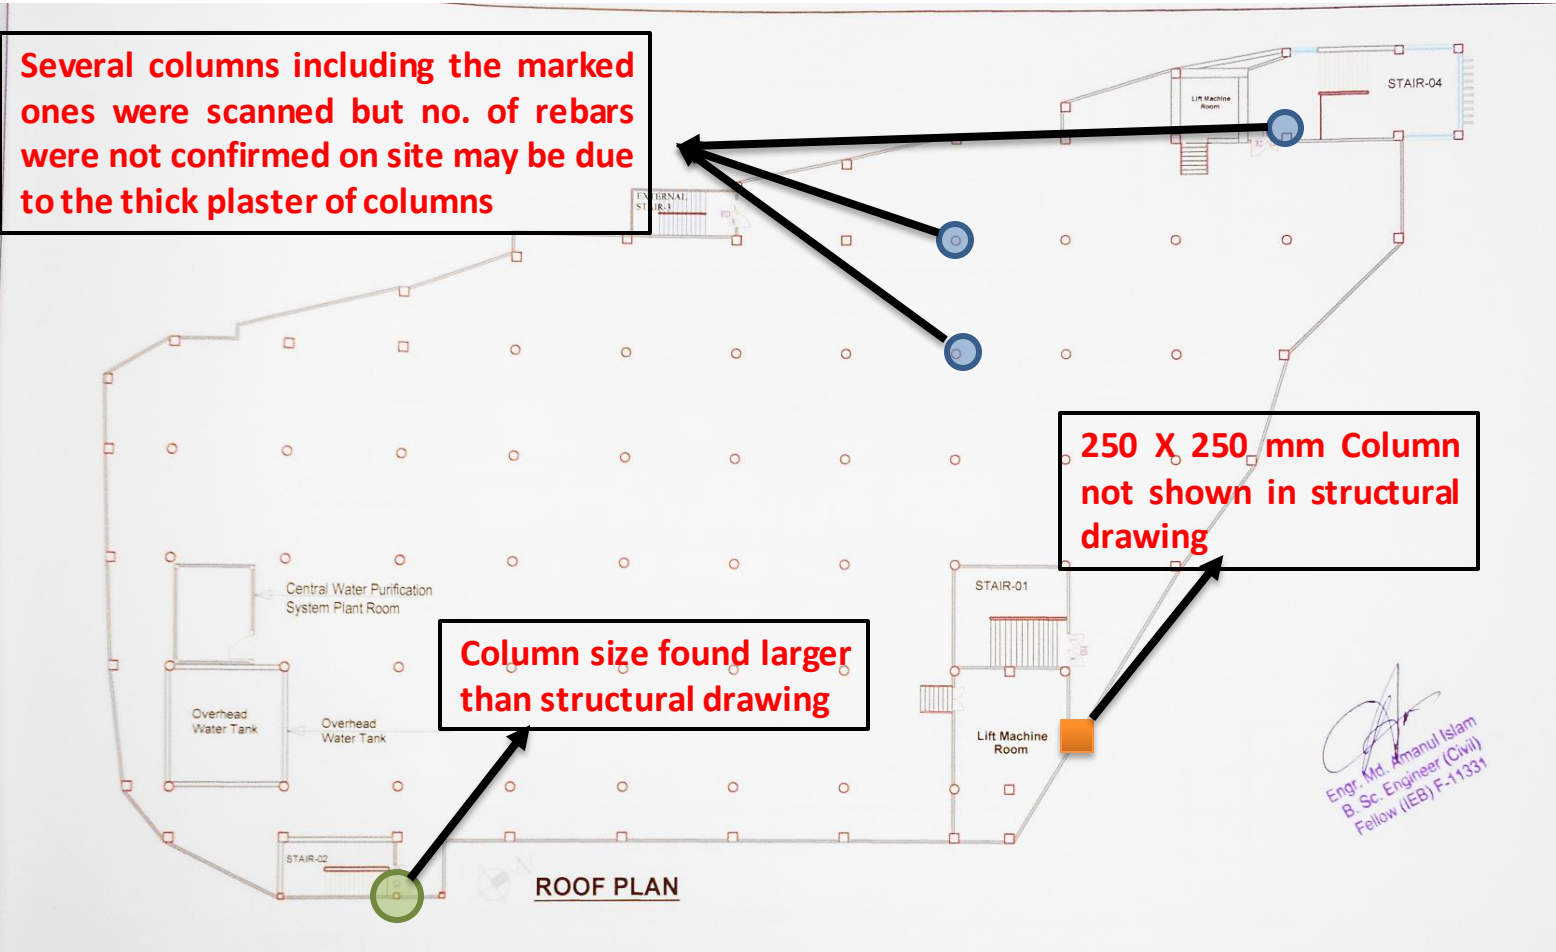 Several columns including the marked
ones were scanned but no. of rebars
were not confirmed on site may be due
to the thick plaster of columns
STAIR-04
Lift Machine
Room
EXTERNAL
STAIR-3
250 X 250 mm Column
not shown in structural
drawing
Central Water Purification
System Plant Room
STAIR-01
Column size found larger
than structural drawing
Overhead
Water Tank
Overhead
Water Tank
Lift Machine
Room
Engr. Md. Amanul Islam
B. Sc. Engineer (Civil)
Fellow (IEB) F-11331
STAIR-02
N
ROOF PLAN